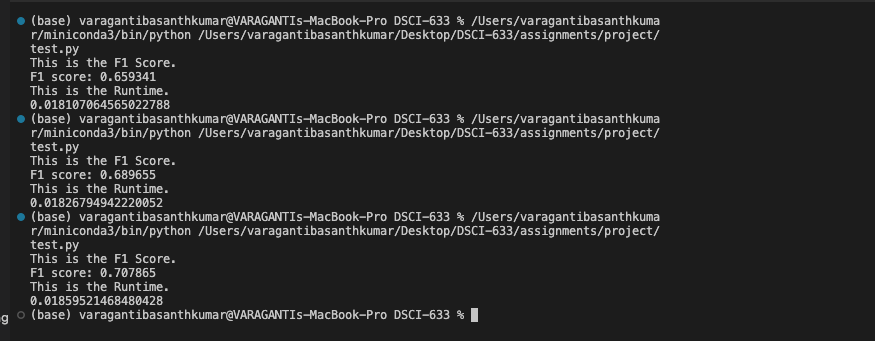 (base) varagantibasanthkumar@VARAGANTIs-MacBook-Pro DSCI-633 % /Users/varagantibasanthkuma
r/miniconda3/bin/python /Users/varagantibasanthkumar/Desktop/DSCI-633/assignments/project/
test.py
This is the F1 Score.
F1 score: 0.659341
This is the Runtime.
0.018107064565022788
(base) varagantibasanthkumar@VARAGANTIs-MacBook-Pro DSCI-633 % /Users/varagantibasanthkuma
r/miniconda3/bin/python /Users/varagantibasanthkumar/Desktop/DSCI-633/assignments/project/
test.py
This is the F1 Score.
F1 score: 0.689655
This is the Runtime.
0.01826794942220052
(base) varagantibasanthkumar@VARAGANTIs-MacBook-Pro DSCI-633 % /Users/varagantibasanthkuma
r/miniconda3/bin/python /Users/varagantibasanthkumar/Desktop/DSCI-633/assignments/project/
test.py
This is the F1 Score.
F1 score: 0.707865
This is the Runtime.
0.01859521468480428
(base) varagantibasanthkumar@VARAGANTIs-MacBook-Pro DSCI-633 %